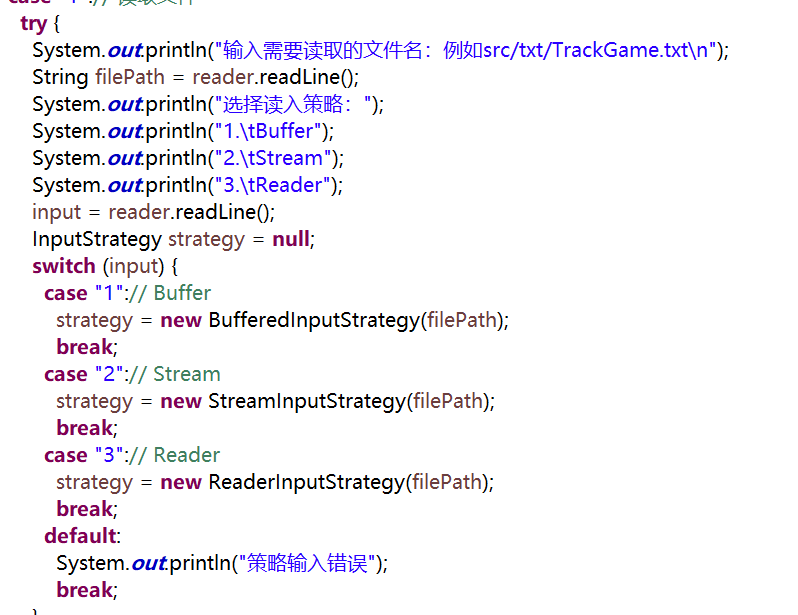 try {
System.out.println("输入需要读取的文件名：例如src/txt/TrackGame.txt\n");
String filePath = reader.readLine();
System.out.println("选择读入策略：");
System.out.println("1.\tBuffer");
System.out.println("2.\tStream");
System.out.println("3.\tReader");
input = reader.readLine();
InputStrategy strategy = null;
switch (input) {
case "1":// Buffer
strategy = new BufferedInputStrategy(filePath);
break;
case "2":// Stream
strategy = new StreamInputStrategy(filePath);
break;
case "3":// Reader
strategy = new ReaderInputStrategy(filePath);
break;
default:
System.out.println("策略输入错误");
break;